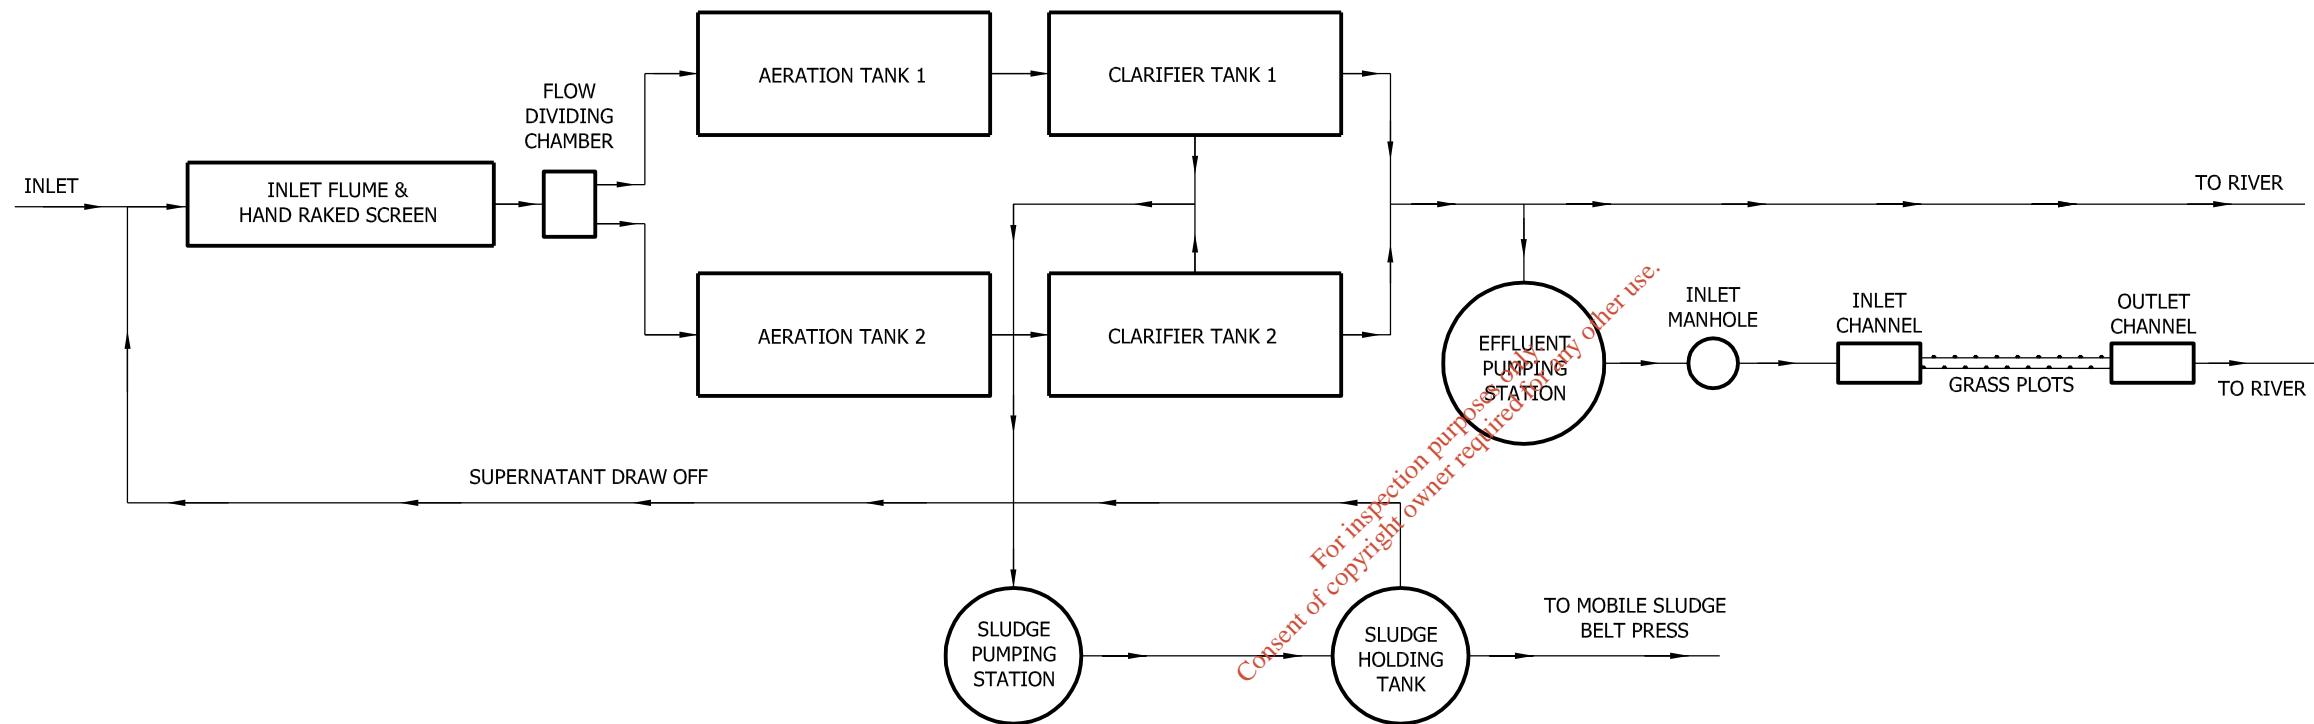 AERATION TANK 1
CLARIFIER TANK 1
FLOW
DIVIDING
CHAMBER
INLET
INLET FLUME &
HAND RAKED SCREEN
TO RIVER
AERATION TANK 2
CLARIFIER TANK 2
EFFLUENT
PUMPING
STATION
INLET
MANHOLE
INLET
CHANNEL
GRASS PLOTS
OUTLET
CHANNEL
TO RIVER
SUPERNATANT DRAW OFF
For inspection purposes only.
Consent of copyright owner required for any other use.
SLUDGE
PUMPING
STATION
SLUDGE
HOLDING
TANK
TO MOBILE SLUDGE
BELT PRESS